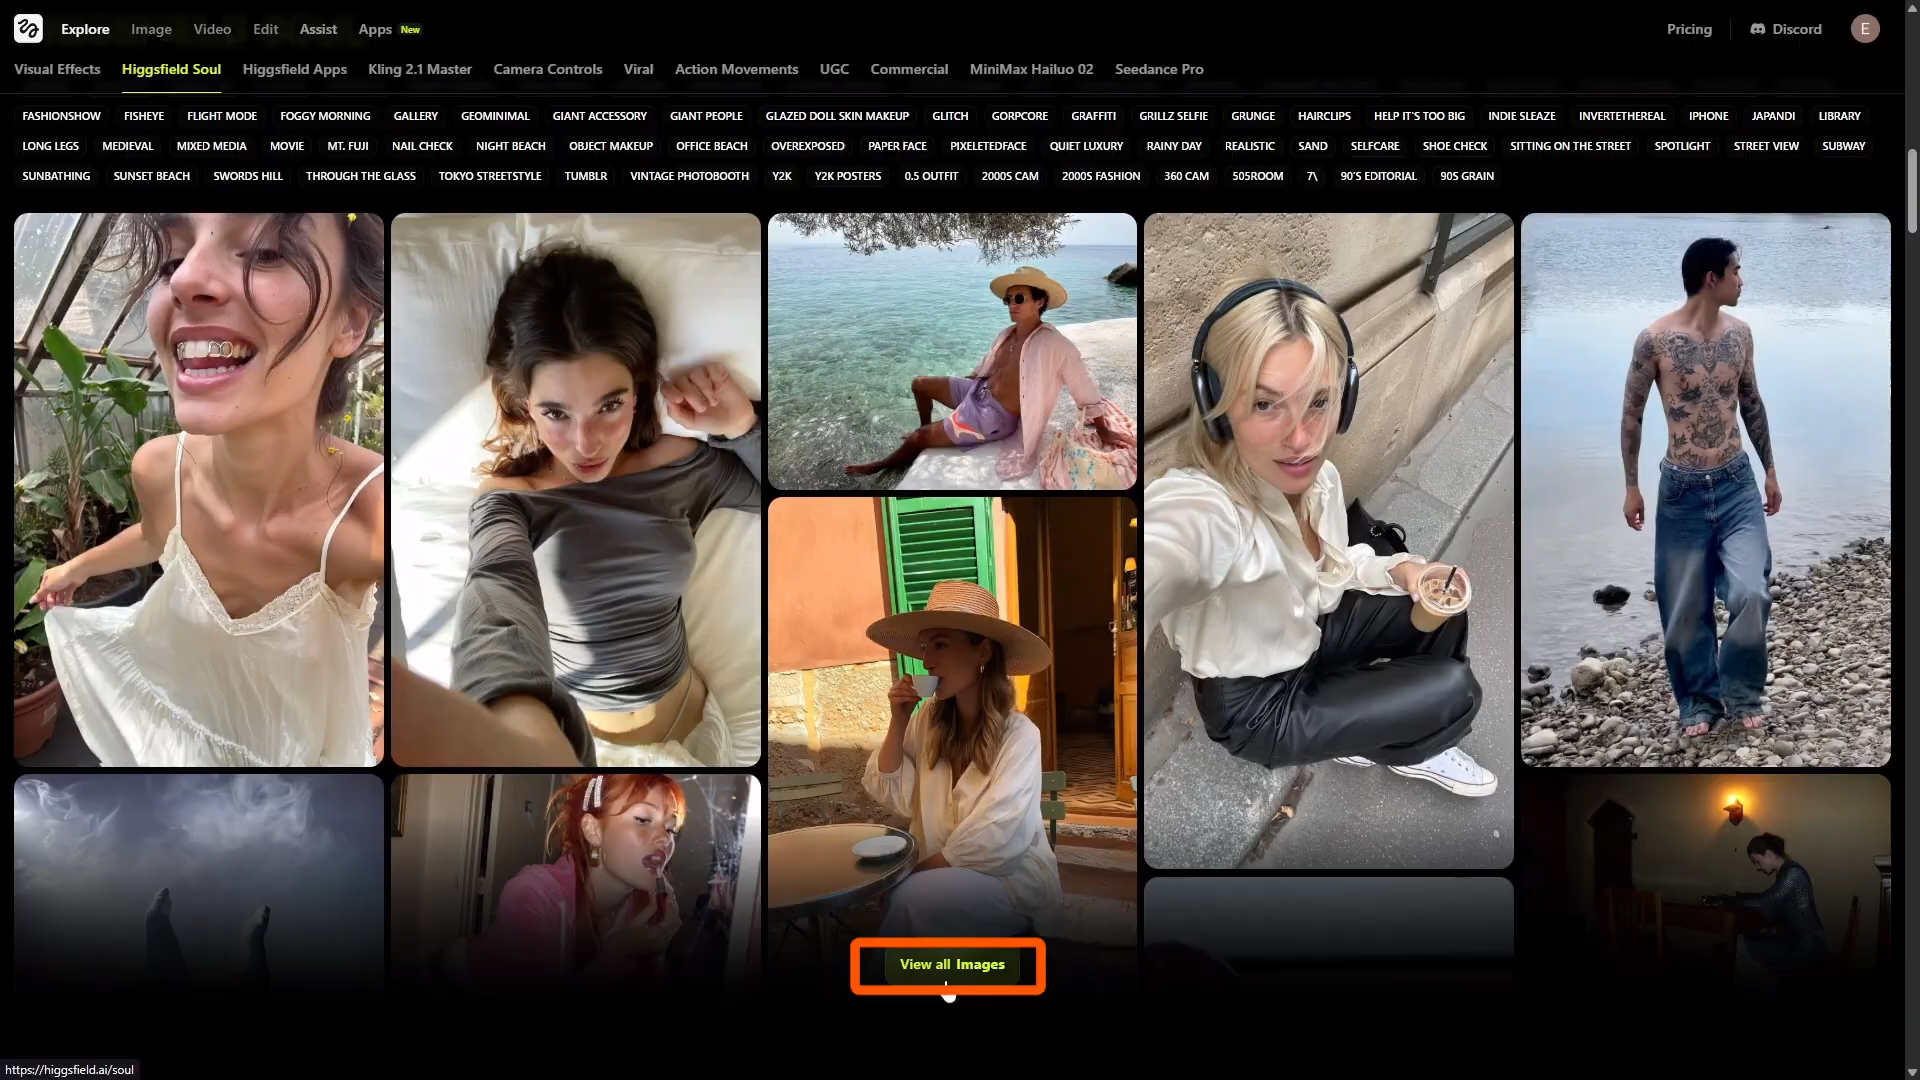 Explore Image Video Edit Assist Apps New Pricing Discord E
Visual Effects Higgsfield Soul Higgsfield Apps Kling 2.1 Master Camera Controls Viral Action Movements UGC Commercial MiniMax Hailuo 02 Seedance Pro
FASHIONSHOW FISHEYE FLIGHT MODE FOGGY MORNING GALLERY GEOMINIMAL GIANT ACCESSORY GIANT PEOPLE GLAZED DOLL SKIN MAKEUP GLITCH GORPCORE GRAFFITI GRILLZ SELFIE GRUNGE HAIRCLIPS HELP IT'S TOO BIG INDIE SLEAZE INVERTETHEREAL IPHONE JAPANDI LIBRARY
LONG LEGS MEDIEVAL MIXED MEDIA MOVIE MT. FUJI NAIL CHECK NIGHT BEACH OBJECT MAKEUP OFFICE BEACH OVEREXPOSED PAPER FACE PIXELETEDFACE QUIET LUXURY RAINY DAY REALISTIC SAND SELFCARE SHOE CHECK SITTING ON THE STREET SPOTLIGHT STREET VIEW SUBWAY
SUNBATHING SUNSET BEACH SWORDS HILL THROUGH THE GLASS TOKYO STREETSTYLE TUMBLR VINTAGE PHOTOBOOTH Y2K Y2K POSTERS 0.5 OUTFIT 2000S CAM 2000S FASHION 360 CAM 505ROOM 7\ 90'S EDITORIAL 90S GRAIN
View all Images
https://higgsfield.ai/soul